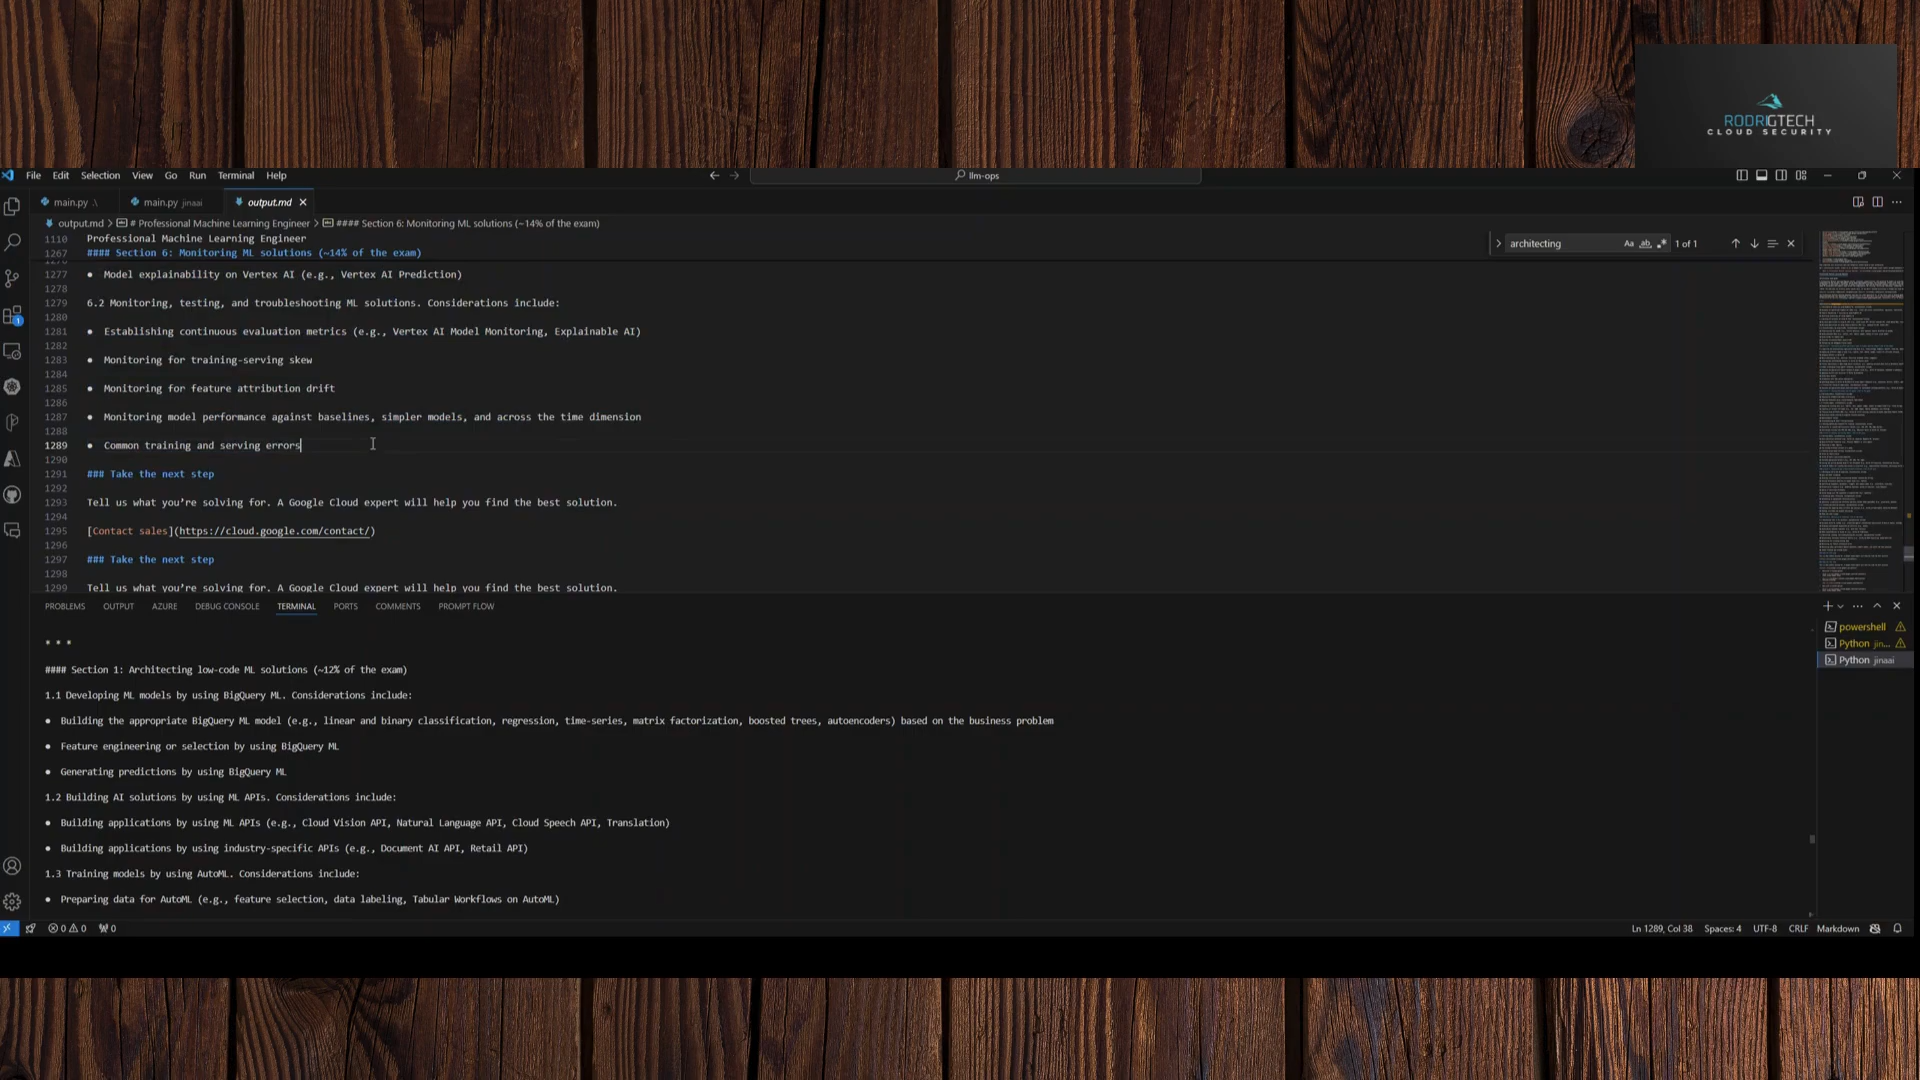 RODRIGTECH
CLOUD SECURITY
File Edit Selection View Go Run Terminal Help
llm-ops
main.py .\
main.py jinaai
output.md
output.md > # Professional Machine Learning Engineer > #### Section 6: Monitoring ML solutions (~14% of the exam)
1110 Professional Machine Learning Engineer
1267 #### Section 6: Monitoring ML solutions (~14% of the exam)
architecting
Aa ab .*
1 of 1
1277 ● Model explainability on Vertex AI (e.g., Vertex AI Prediction)
1278
1279 6.2 Monitoring, testing, and troubleshooting ML solutions. Considerations include:
1280
1281 ● Establishing continuous evaluation metrics (e.g., Vertex AI Model Monitoring, Explainable AI)
1282
1283 ● Monitoring for training-serving skew
1284
1285 ● Monitoring for feature attribution drift
1286
1287 ● Monitoring model performance against baselines, simpler models, and across the time dimension
1288
1289 ● Common training and serving errors
1290
1291 ### Take the next step
1292
1293 Tell us what you’re solving for. A Google Cloud expert will help you find the best solution.
1294
1295 [Contact sales](https://cloud.google.com/contact/)
1296
1297 ### Take the next step
1298
1299 Tell us what you’re solving for. A Google Cloud expert will help you find the best solution.
PROBLEMS OUTPUT AZURE DEBUG CONSOLE TERMINAL PORTS COMMENTS PROMPT FLOW
powershell
Python jin...
Python jinaai
* * *
#### Section 1: Architecting low-code ML solutions (~12% of the exam)
1.1 Developing ML models by using BigQuery ML. Considerations include:
● Building the appropriate BigQuery ML model (e.g., linear and binary classification, regression, time-series, matrix factorization, boosted trees, autoencoders) based on the business problem
● Feature engineering or selection by using BigQuery ML
● Generating predictions by using BigQuery ML
1.2 Building AI solutions by using ML APIs. Considerations include:
● Building applications by using ML APIs (e.g., Cloud Vision API, Natural Language API, Cloud Speech API, Translation)
● Building applications by using industry-specific APIs (e.g., Document AI API, Retail API)
1.3 Training models by using AutoML. Considerations include:
● Preparing data for AutoML (e.g., feature selection, data labeling, Tabular Workflows on AutoML)
0 0 0
Ln 1289, Col 38 Spaces: 4 UTF-8 CRLF Markdown